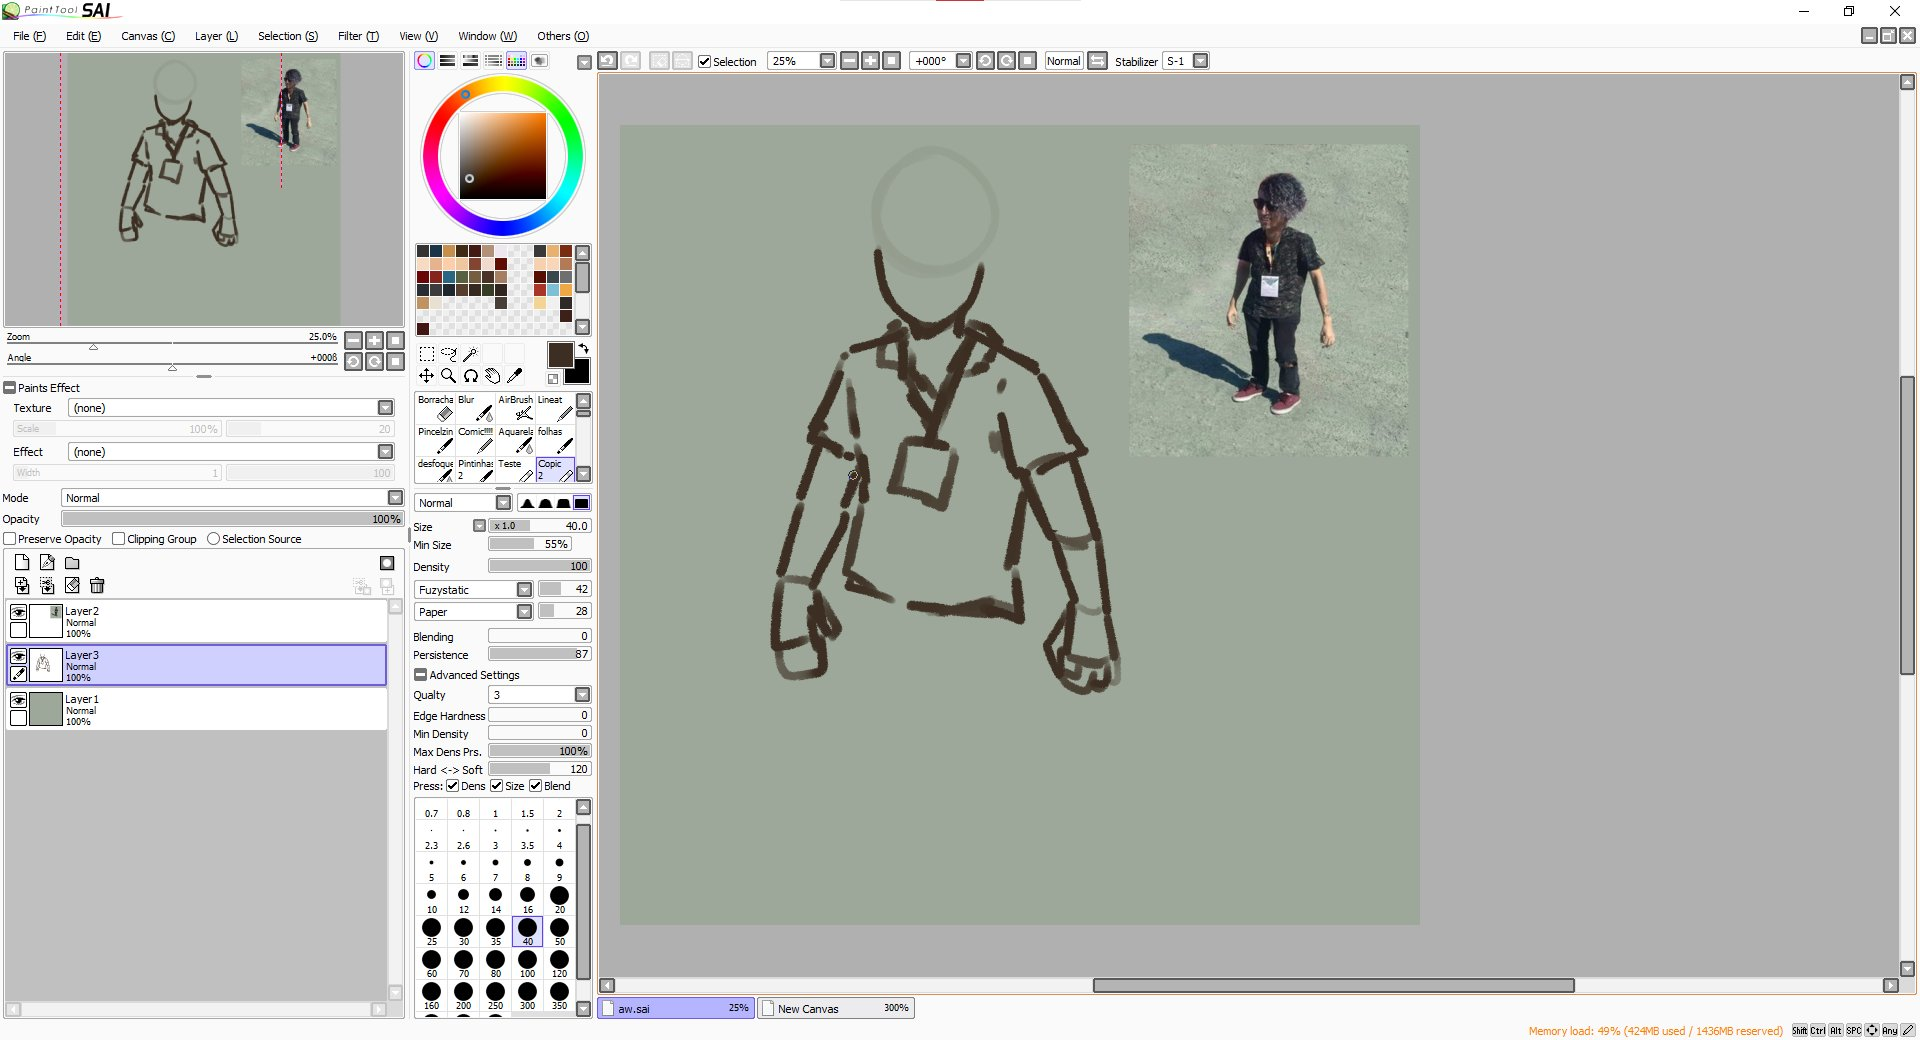 PaintTool SAI
File (F) Edit (E) Canvas (C) Layer (L) Selection (S) Filter (T) View (V) Window (W) Others (O)
Selection 25% +000° Normal Stabilizer S-1
Zoom 25.0%
Angle +000ß
Paints Effect
Texture (none)
Scale 100% 20
Effect (none)
Width 1 100
Mode Normal
Opacity 100%
Preserve Opacity Clipping Group Selection Source
Layer2
Normal
100%
Layer3
Normal
100%
Layer1
Normal
100%
Borracha Blur AirBrush Lineat
Pincelzin Comic!!!! Aquarela folhas
desfoque Pintinhas Teste Copic
2 2
Normal
Size x 1.0 40.0
Min Size 55%
Density 100
Fuzystatic 42
Paper 28
Blending 0
Persistence 87
Advanced Settings
Qualty 3
Edge Hardness 0
Min Density 0
Max Dens Prs. 100%
Hard <-> Soft 120
Press: Dens Size Blend
0.7 0.8 1 1.5 2
2.3 2.6 3 3.5 4
5 6 7 8 9
10 12 14 16 20
25 30 35 40 50
60 70 80 100 120
160 200 250 300 350
aw.sai 25% New Canvas 300%
Memory load: 49% (424MB used / 1436MB reserved) Shift Ctrl Alt SPC Any